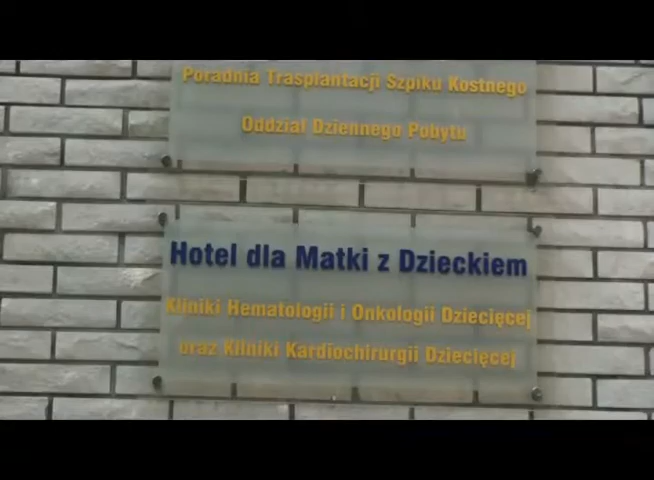 Poradnia Trasplantacji Szpiku Kostnego
Oddział Dziennego Pobytu
Hotel dla Matki z Dzieckiem
Kliniki Hematologii i Onkologii Dziecięcej
oraz Kliniki Kardiochirurgii Dziecięcej